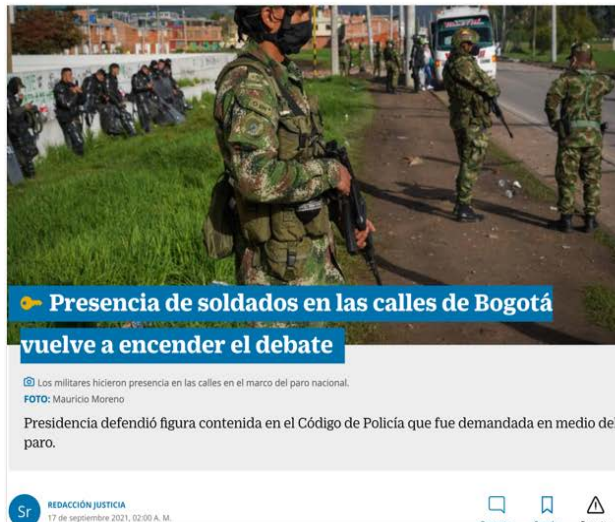 Presencia de soldados en las calles de Bogotá
vuelve a encender el debate
Los militares hicieron presencia en las calles en el marco del paro nacional.
FOTO: Mauricio Moreno
Presidencia defendió figura contenida en el Código de Policía que fue demandada en medio del
paro.
Sr
REDACCIÓN JUSTICIA
17 de septiembre 2021, 02:00 A. M.